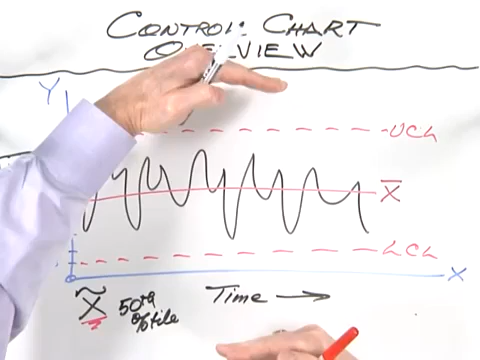 CONTROL CHART
OVERVIEW
Y
UCL
X̄
LCL
X
X̃ 50th
%tile
Time →